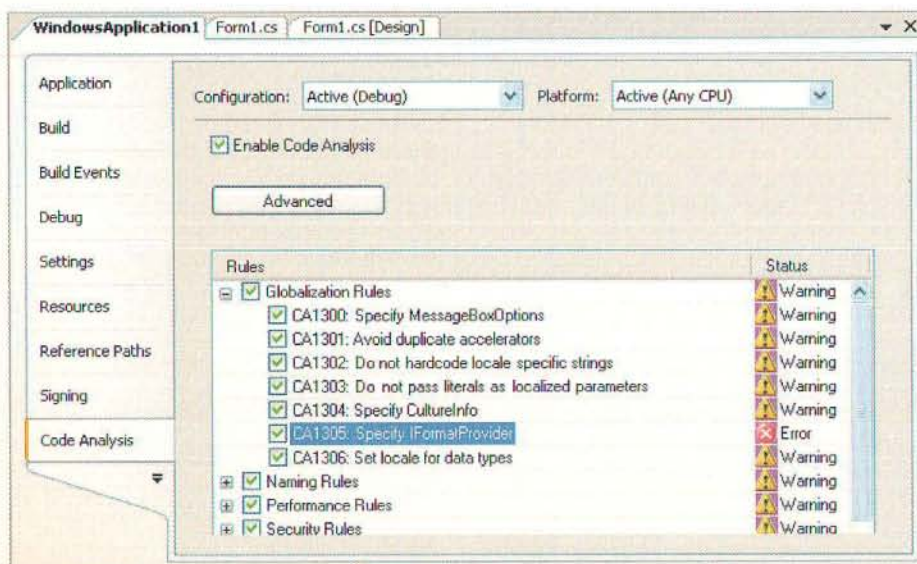 WindowsApplication1 Form1.cs Form1.cs [Design]
Application
Build
Build Events
Debug
Settings
Resources
Reference Paths
Signing
Code Analysis
Configuration: Active (Debug) Platform: Active (Any CPU)
Enable Code Analysis
Advanced
Rules Status
Globalization Rules Warning
CA1300: Specify MessageBoxOptions Warning
CA1301: Avoid duplicate accelerators Warning
CA1302: Do not hardcode locale specific strings Warning
CA1303: Do not pass literals as localized parameters Warning
CA1304: Specify CultureInfo Warning
CA1305: Specify IFormatProvider Error
CA1306: Set locale for data types Warning
Naming Rules Warning
Performance Rules Warning
Security Rules Warning